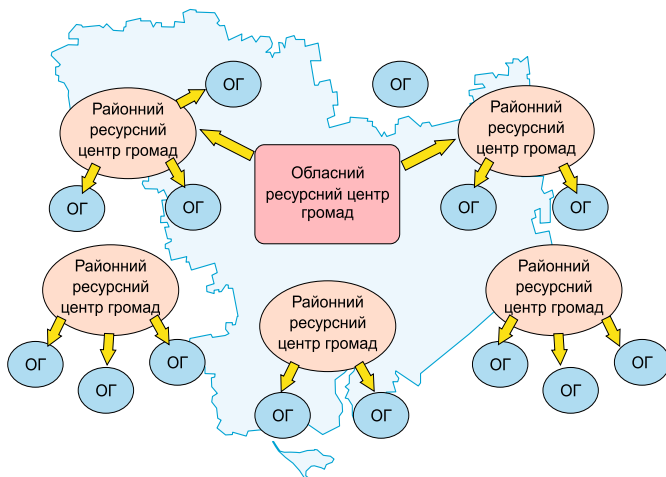 ОГ
ОГ
Районний
ресурсний
центр громад
Районний
ресурсний
центр громад
Обласний
ресурсний центр
громад
ОГ
ОГ
ОГ
ОГ
Районний
ресурсний
центр громад
Районний
ресурсний
центр громад
Районний
ресурсний
центр громад
ОГ
ОГ
ОГ
ОГ
ОГ
ОГ
ОГ
ОГ